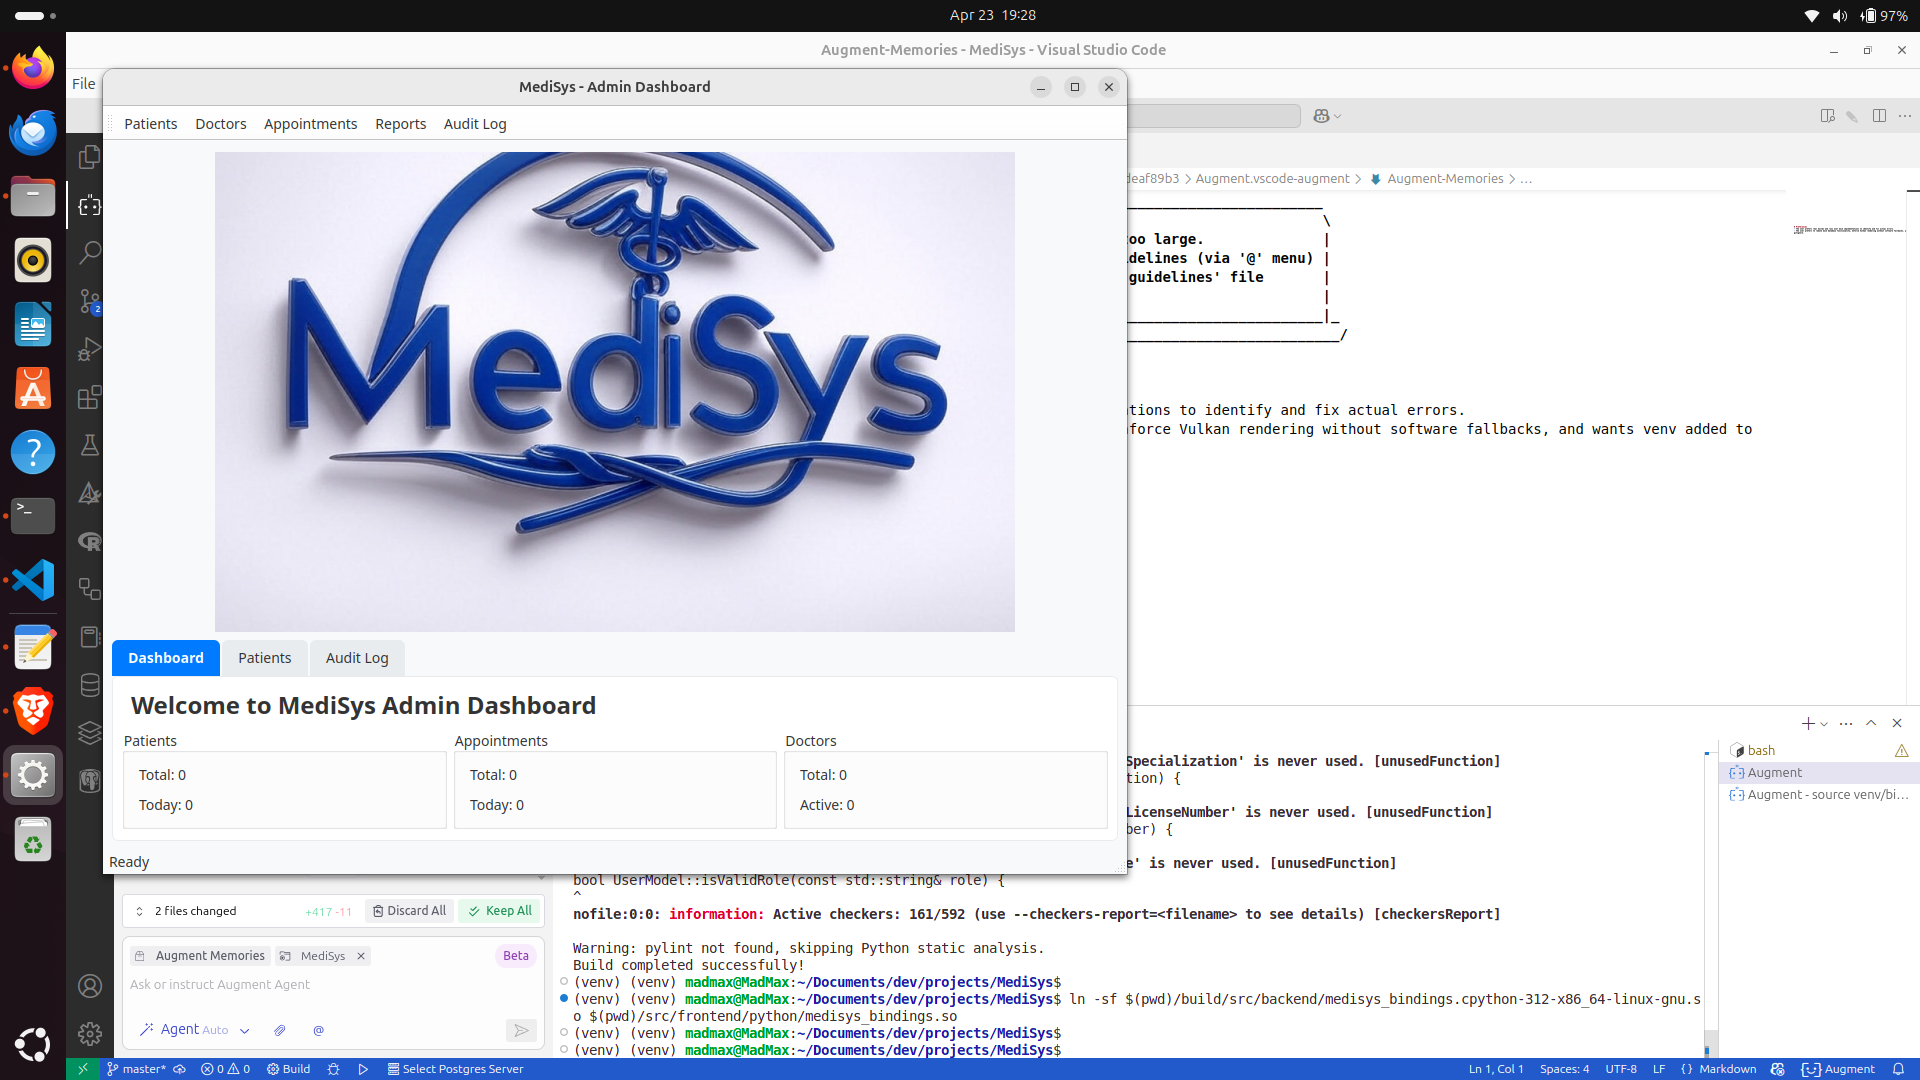 Apr 23 19:28
97%
Augment-Memories - MediSys - Visual Studio Code
File
MediSys - Admin Dashboard
Patients Doctors Appointments Reports Audit Log
MediSys
deaf89b3 > Augment.vscode-augment > Augment-Memories > ...
too large.
delines (via '@' menu) |
guidelines' file |
ations to identify and fix actual errors.
force Vulkan rendering without software fallbacks, and wants venv added to
2
Dashboard Patients Audit Log
Welcome to MediSys Admin Dashboard
Patients Appointments Doctors
Total: 0 Total: 0 Total: 0
Today: 0 Today: 0 Active: 0
Ready
bash
Augment
Augment - source venv/bi...
Specialization' is never used. [unusedFunction]
tion) {
LicenseNumber' is never used. [unusedFunction]
ber) {
e' is never used. [unusedFunction]
bool UserModel::isValidRole(const std::string& role) {
^
nofile:0:0: information: Active checkers: 161/592 (use --checkers-report=<filename> to see details) [checkersReport]
Warning: pylint not found, skipping Python static analysis.
Build completed successfully!
(venv) (venv) madmax@MadMax:~/Documents/dev/projects/MediSys$
(venv) (venv) madmax@MadMax:~/Documents/dev/projects/MediSys$ ln -sf $(pwd)/build/src/backend/medisys_bindings.cpython-312-x86_64-linux-gnu.s
o $(pwd)/src/frontend/python/medisys_bindings.so
(venv) (venv) madmax@MadMax:~/Documents/dev/projects/MediSys$
(venv) (venv) madmax@MadMax:~/Documents/dev/projects/MediSys$
2 files changed +417 -11 Discard All Keep All
Augment Memories MediSys Beta
Ask or instruct Augment Agent
Agent Auto
master* 0 0 Build Select Postgres Server
Ln 1, Col 1 Spaces: 4 UTF-8 LF {} Markdown Augment